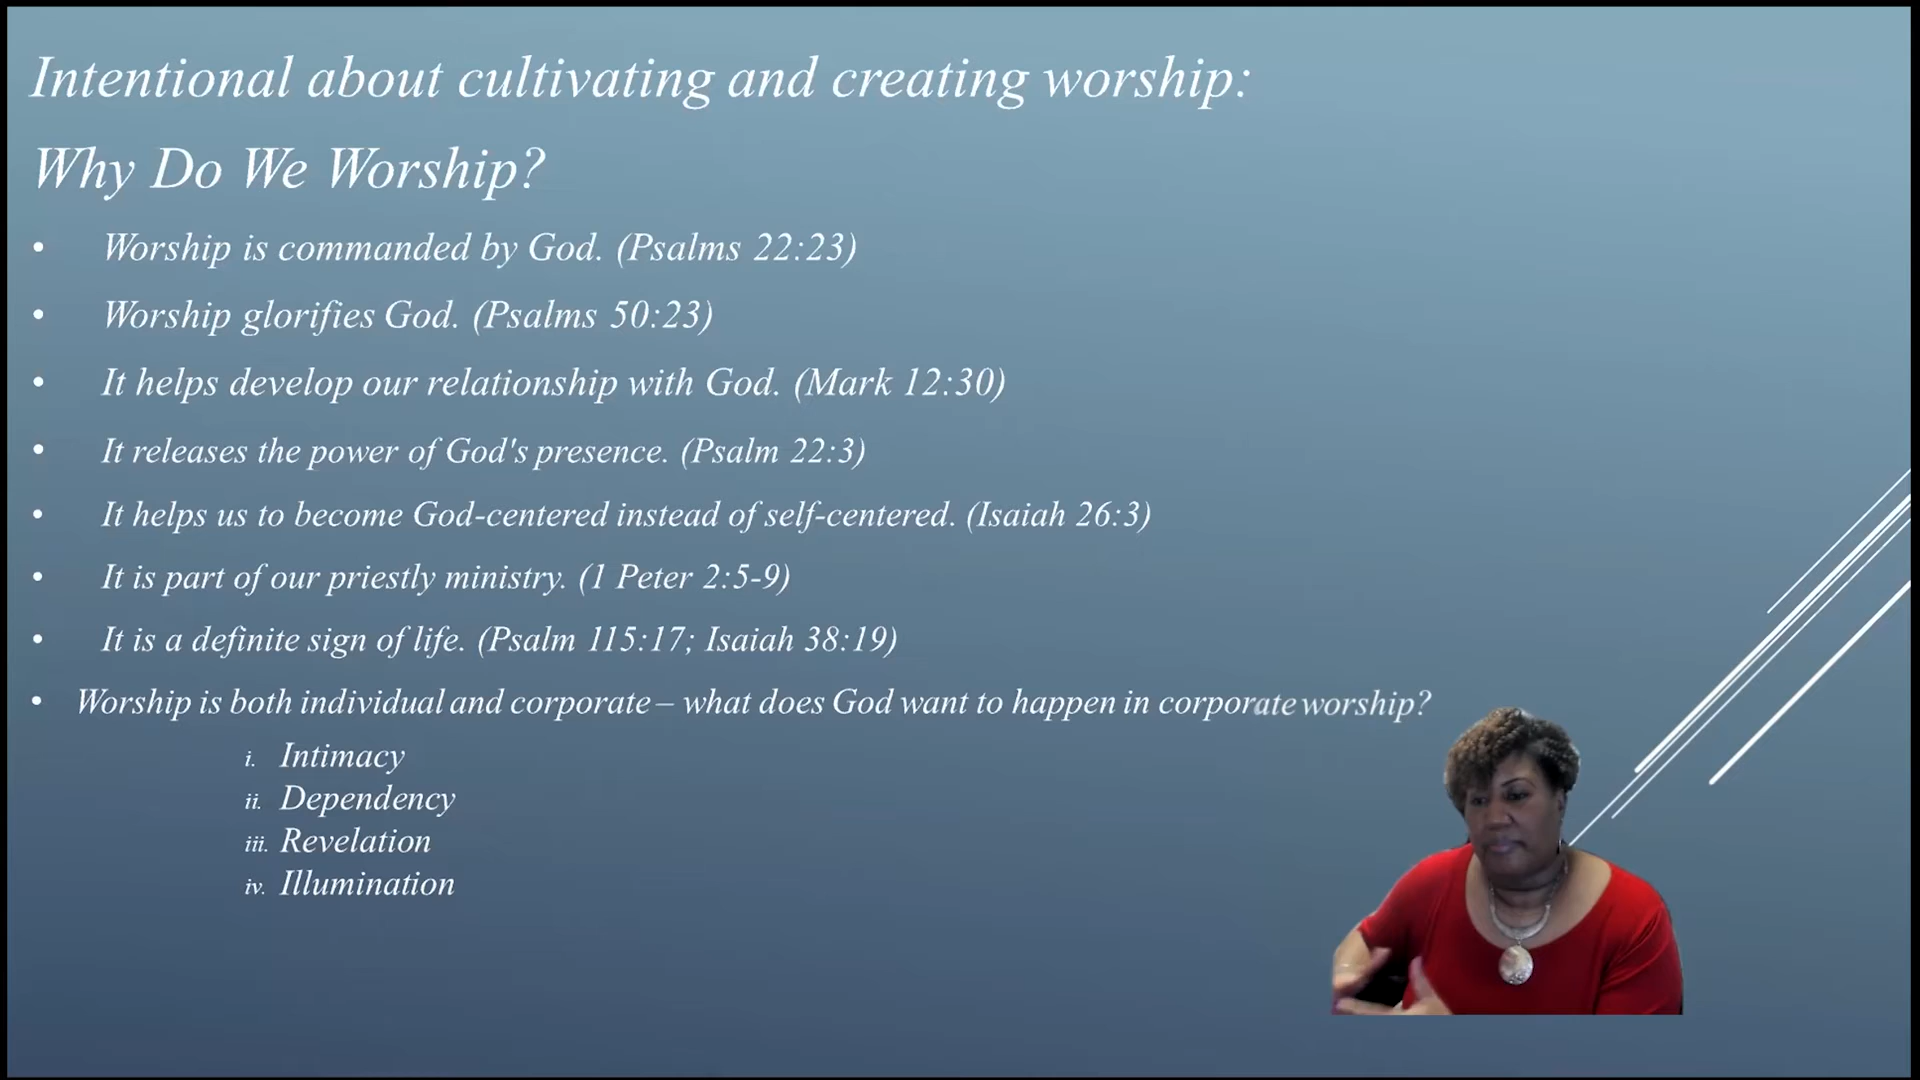 Intentional about cultivating and creating worship:
Why Do We Worship?
• Worship is commanded by God. (Psalms 22:23)
• Worship glorifies God. (Psalms 50:23)
• It helps develop our relationship with God. (Mark 12:30)
• It releases the power of God's presence. (Psalm 22:3)
• It helps us to become God-centered instead of self-centered. (Isaiah 26:3)
• It is part of our priestly ministry. (1 Peter 2:5-9)
• It is a definite sign of life. (Psalm 115:17; Isaiah 38:19)
• Worship is both individual and corporate – what does God want to happen in corporate worship?
i. Intimacy
ii. Dependency
iii. Revelation
iv. Illumination